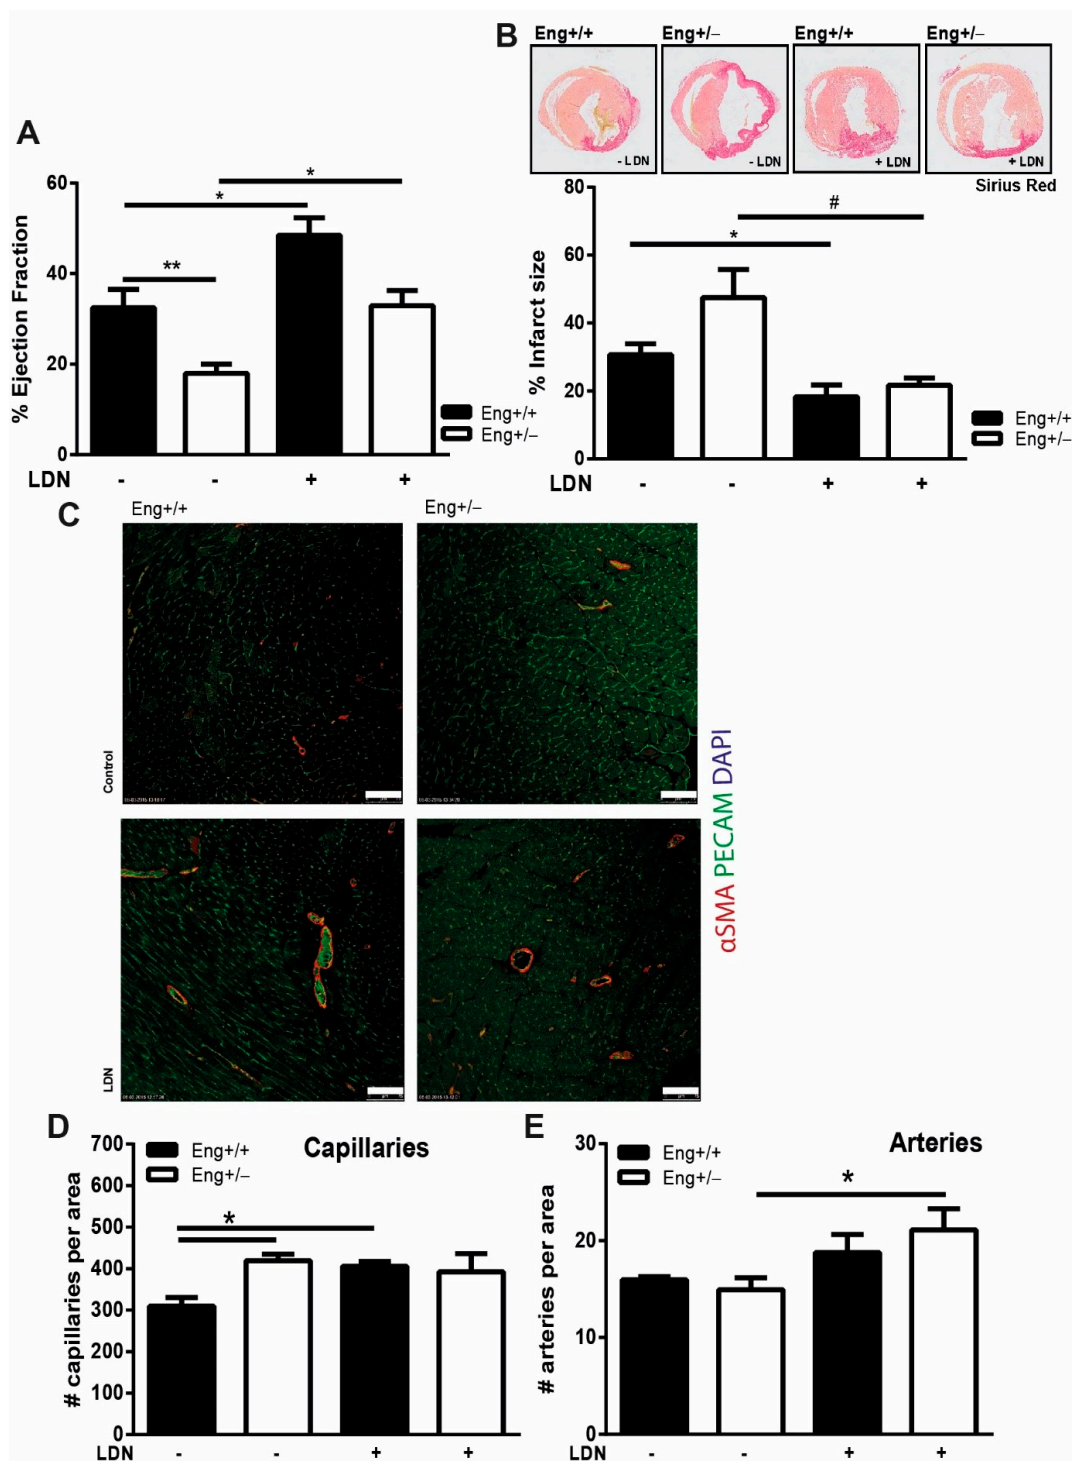 A
60
40
20
0
% Ejection Fraction
*
*
**
Eng+/+
Eng+/–
LDN - - + +
B
Eng+/+ Eng+/– Eng+/+ Eng+/–
- LDN - LDN + LDN + LDN
Sirius Red
80
60
40
20
0
% Infarct size
#
*
Eng+/+
Eng+/–
LDN - - + +
C
Eng+/+ Eng+/–
Control
LDN
αSMA PECAM DAPI
D
Capillaries
700
600
500
400
300
200
100
0
# capillaries per area
Eng+/+
Eng+/–
*
LDN - - + +
E
Arteries
30
20
10
0
# arteries per area
Eng+/+
Eng+/–
*
LDN - - + +